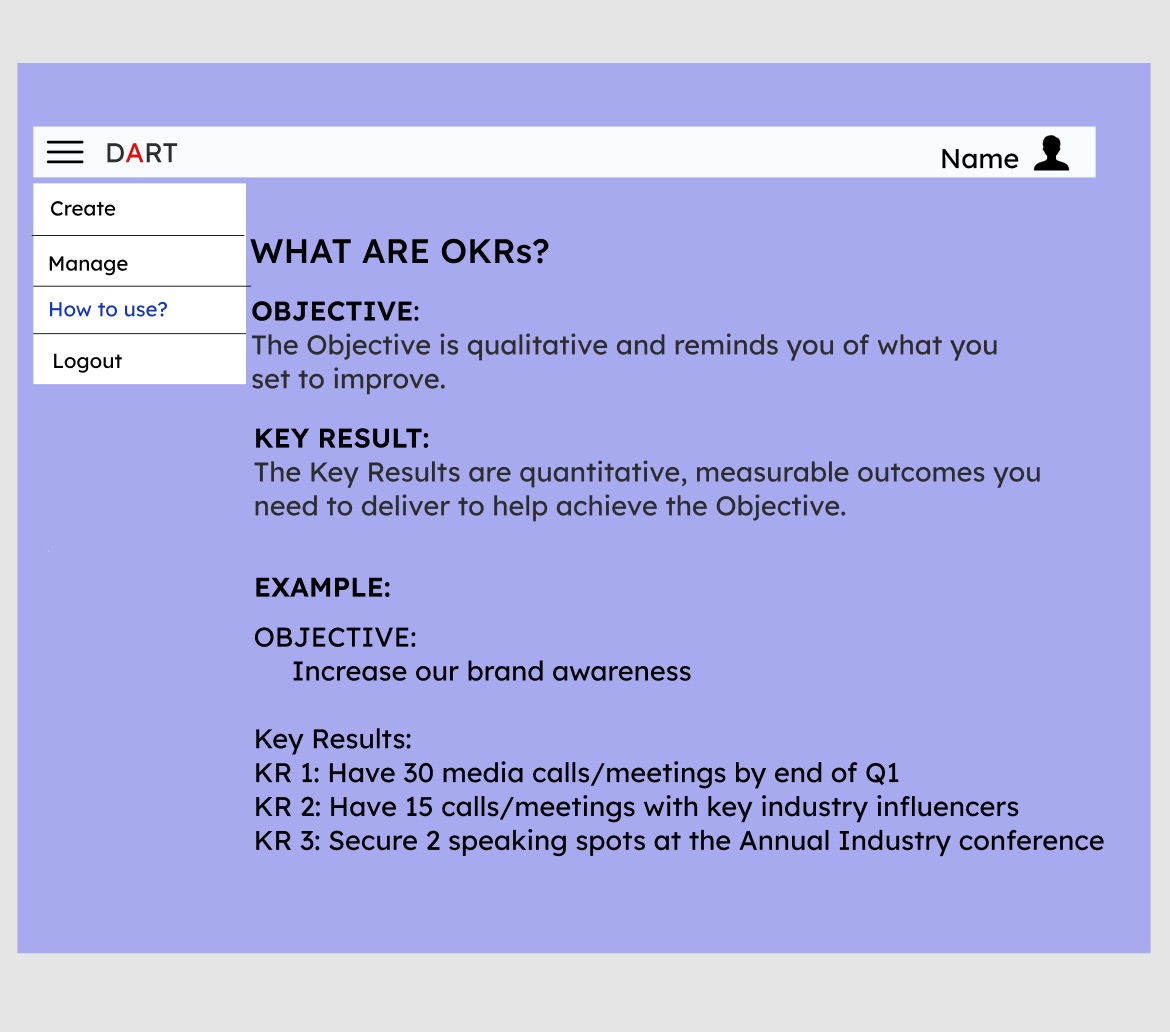 DART
Name
Create
Manage
How to use?
Logout
WHAT ARE OKRs?
OBJECTIVE:
The Objective is qualitative and reminds you of what you
set to improve.
KEY RESULT:
The Key Results are quantitative, measurable outcomes you
need to deliver to help achieve the Objective.
EXAMPLE:
OBJECTIVE:
Increase our brand awareness
Key Results:
KR 1: Have 30 media calls/meetings by end of Q1
KR 2: Have 15 calls/meetings with key industry influencers
KR 3: Secure 2 speaking spots at the Annual Industry conference